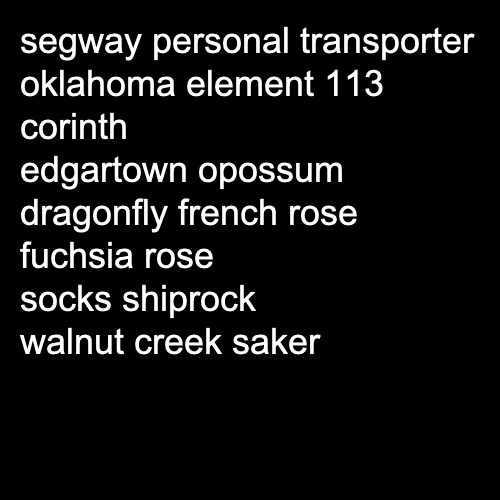 segway personal transporter
oklahoma element 113
corinth
edgartown opossum
dragonfly french rose
fuchsia rose
socks shiprock
walnut creek saker